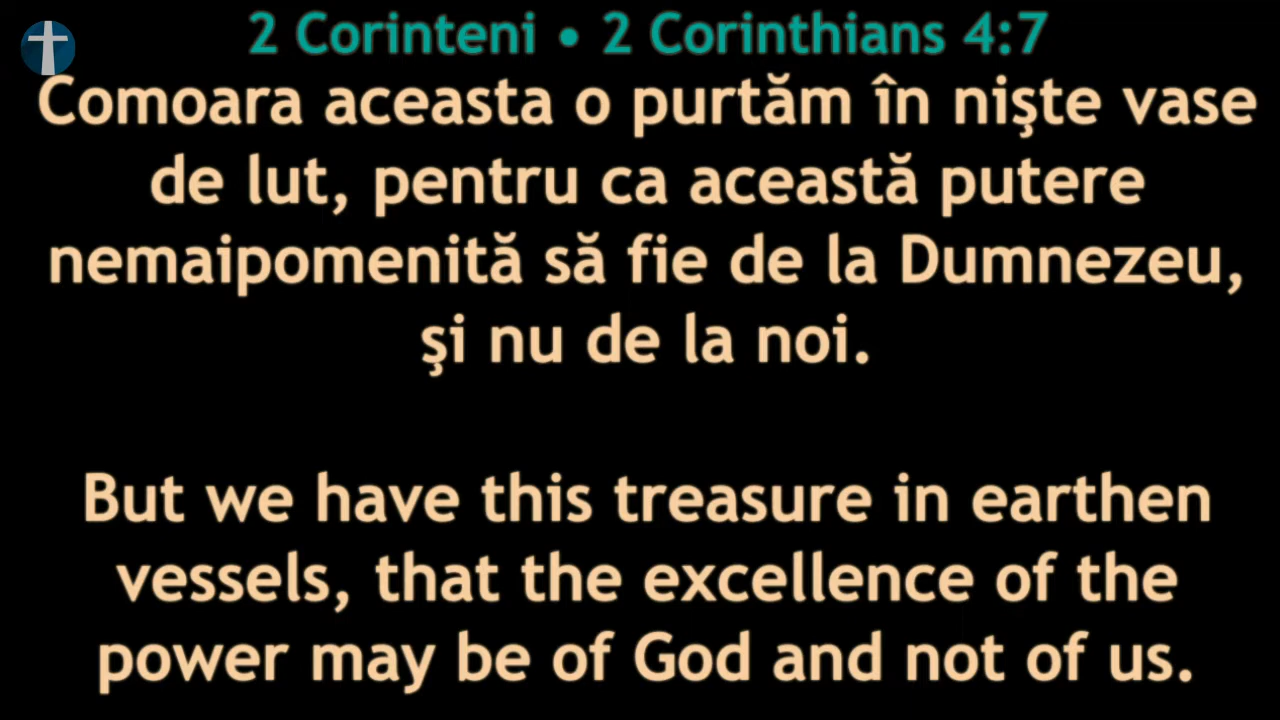 2 Corinteni • 2 Corinthians 4:7
Comoara aceasta o purtăm în nişte vase
de lut, pentru ca această putere
nemaipomenită să fie de la Dumnezeu,
şi nu de la noi.
But we have this treasure in earthen
vessels, that the excellence of the
power may be of God and not of us.